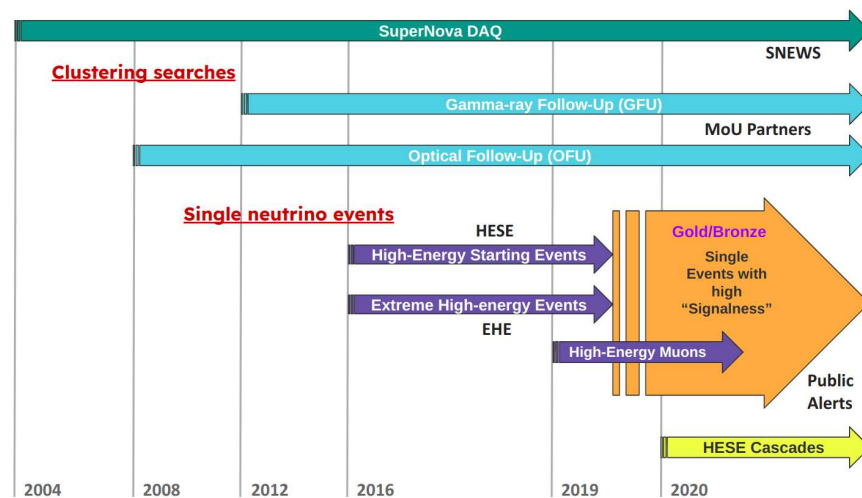 SuperNova DAQ
SNEWS
Clustering searches
Gamma-ray Follow-Up (GFU)
MoU Partners
Optical Follow-Up (OFU)
Single neutrino events
HESE
High-Energy Starting Events
Extreme High-energy Events
EHE
High-Energy Muons
Gold/Bronze
Single
Events with
high
“Signalness”
Public
Alerts
HESE Cascades
2004
2008
2012
2016
2019
2020